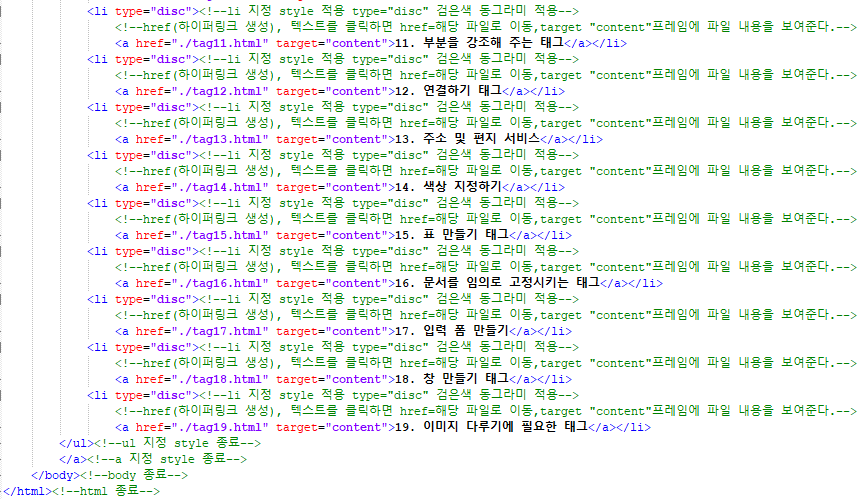 <li type="disc"><!--li 지정 style 적용 type="disc" 검은색 동그라미 적용-->
<!--href(하이퍼링크 생성), 텍스트를 클릭하면 href=해당 파일로 이동,target "content"프레임에 파일 내용을 보여준다.-->
<a href="./tag11.html" target="content">11. 부분을 강조해 주는 태그</a></li>
<li type="disc"><!--li 지정 style 적용 type="disc" 검은색 동그라미 적용-->
<!--href(하이퍼링크 생성), 텍스트를 클릭하면 href=해당 파일로 이동,target "content"프레임에 파일 내용을 보여준다.-->
<a href="./tag12.html" target="content">12. 연결하기 태그</a></li>
<li type="disc"><!--li 지정 style 적용 type="disc" 검은색 동그라미 적용-->
<!--href(하이퍼링크 생성), 텍스트를 클릭하면 href=해당 파일로 이동,target "content"프레임에 파일 내용을 보여준다.-->
<a href="./tag13.html" target="content">13. 주소 및 편지 서비스</a></li>
<li type="disc"><!--li 지정 style 적용 type="disc" 검은색 동그라미 적용-->
<!--href(하이퍼링크 생성), 텍스트를 클릭하면 href=해당 파일로 이동,target "content"프레임에 파일 내용을 보여준다.-->
<a href="./tag14.html" target="content">14. 색상 지정하기</a></li>
<li type="disc"><!--li 지정 style 적용 type="disc" 검은색 동그라미 적용-->
<!--href(하이퍼링크 생성), 텍스트를 클릭하면 href=해당 파일로 이동,target "content"프레임에 파일 내용을 보여준다.-->
<a href="./tag15.html" target="content">15. 표 만들기 태그</a></li>
<li type="disc"><!--li 지정 style 적용 type="disc" 검은색 동그라미 적용-->
<!--href(하이퍼링크 생성), 텍스트를 클릭하면 href=해당 파일로 이동,target "content"프레임에 파일 내용을 보여준다.-->
<a href="./tag16.html" target="content">16. 문서를 임의로 고정시키는 태그</a></li>
<li type="disc"><!--li 지정 style 적용 type="disc" 검은색 동그라미 적용-->
<!--href(하이퍼링크 생성), 텍스트를 클릭하면 href=해당 파일로 이동,target "content"프레임에 파일 내용을 보여준다.-->
<a href="./tag17.html" target="content">17. 입력 폼 만들기</a></li>
<li type="disc"><!--li 지정 style 적용 type="disc" 검은색 동그라미 적용-->
<!--href(하이퍼링크 생성), 텍스트를 클릭하면 href=해당 파일로 이동,target "content"프레임에 파일 내용을 보여준다.-->
<a href="./tag18.html" target="content">18. 창 만들기 태그</a></li>
<li type="disc"><!--li 지정 style 적용 type="disc" 검은색 동그라미 적용-->
<!--href(하이퍼링크 생성), 텍스트를 클릭하면 href=해당 파일로 이동,target "content"프레임에 파일 내용을 보여준다.-->
<a href="./tag19.html" target="content">19. 이미지 다루기에 필요한 태그</a></li>
</ul><!--ul 지정 style 종료-->
</a><!--a 지정 style 종료-->
</body><!--body 종료-->
</html><!--html 종료-->